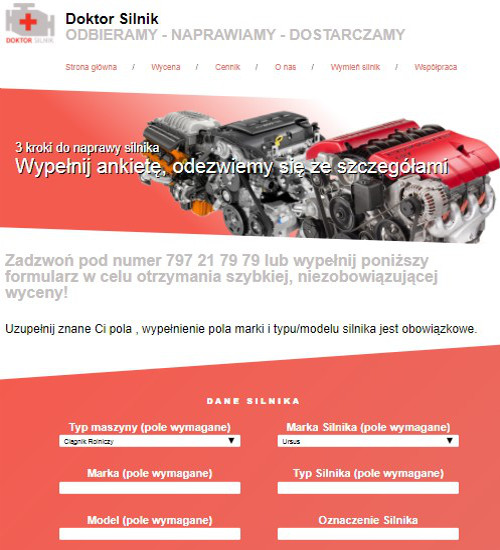 DOKTOR SILNIK
Doktor Silnik
ODBIERAMY - NAPRAWIAMY - DOSTARCZAMY
Strona główna / Wycena / Cennik / O nas / Wymień silnik / Współpraca
3 kroki do naprawy silnika
Wypełnij ankietę, odezwiemy się ze szczegółami
Zadzwoń pod numer 797 21 79 79 lub wypełnij poniższy
formularz w celu otrzymania szybkiej, niezobowiązującej
wyceny!
Uzupełnij znane Ci pola , wypełnienie pola marki i typu/modelu silnika jest obowiązkowe.
DANE SILNIKA
Typ maszyny (pole wymagane) Marka Silnika (pole wymagane)
Ciągnik Rolniczy ▼ Ursus ▼
Marka (pole wymagane) Typ Silnika (pole wymagane)
Model (pole wymagane) Oznaczenie Silnika